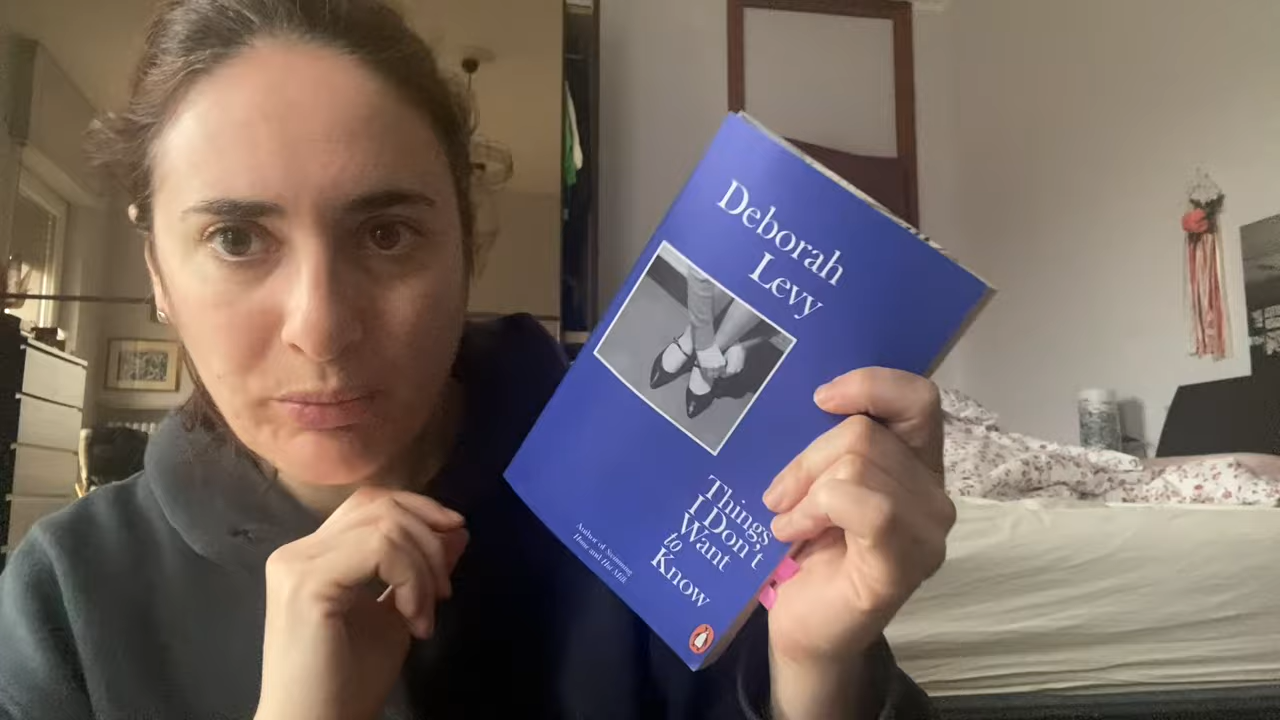 Deborah
Levy
Things
I Don't
Want
to
Know
Author of Swimming
Home and Hot Milk